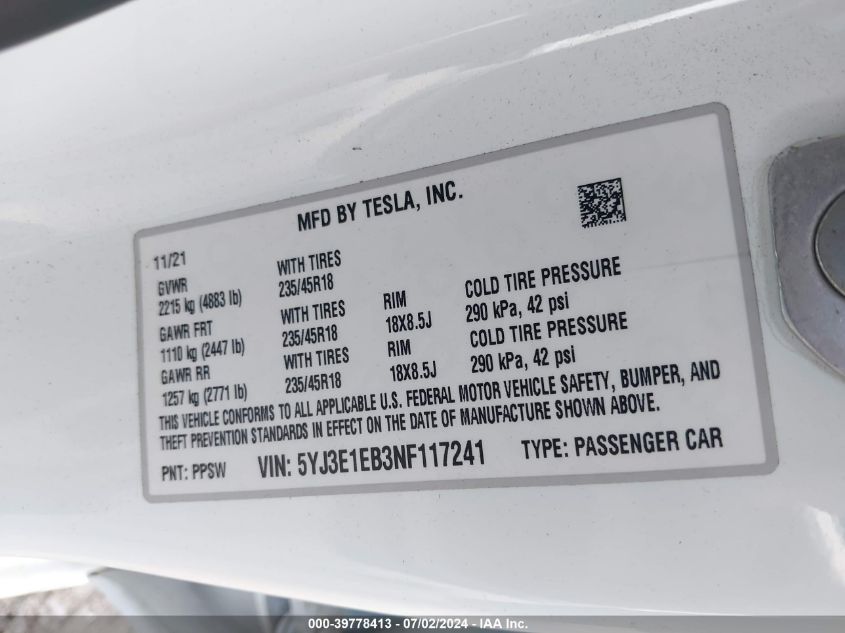 MFD BY TESLA, INC.
11/21
GVWR WITH TIRES
2215 kg (4883 lb) 235/45R18
GAWR FRT WITH TIRES RIM COLD TIRE PRESSURE
1110 kg (2447 lb) 235/45R18 18X8.5J 290 kPa, 42 psi
GAWR RR WITH TIRES RIM COLD TIRE PRESSURE
1257 kg (2771 lb) 235/45R18 18X8.5J 290 kPa, 42 psi
THIS VEHICLE CONFORMS TO ALL APPLICABLE U.S. FEDERAL MOTOR VEHICLE SAFETY, BUMPER, AND
THEFT PREVENTION STANDARDS IN EFFECT ON THE DATE OF MANUFACTURE SHOWN ABOVE.
PNT: PPSW VIN: 5YJ3E1EB3NF117241 TYPE: PASSENGER CAR
000-39778413 - 07/02/2024 - IAA Inc.